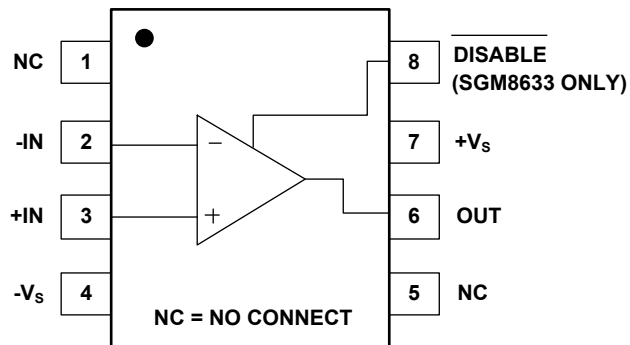 NC 1 8 DISABLE
(SGM8633 ONLY)
-IN 2 − 7 +VS
+IN 3 + 6 OUT
-VS 4 5 NC
NC = NO CONNECT